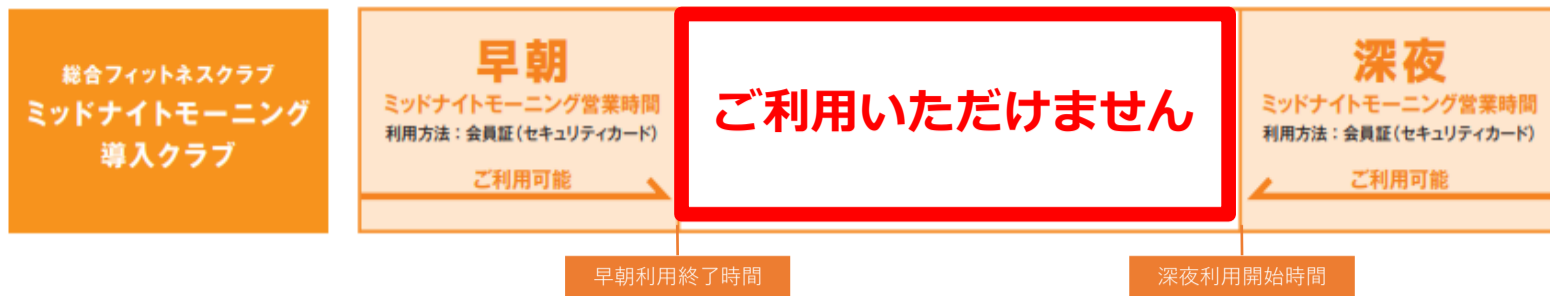 総合フィットネスクラブ
ミッドナイトモーニング
導入クラブ
早朝
ミッドナイトモーニング営業時間
利用方法：会員証（セキュリティカード）
ご利用可能
ご利用いただけません
深夜
ミッドナイトモーニング営業時間
利用方法：会員証（セキュリティカード）
ご利用可能
早朝利用終了時間
深夜利用開始時間